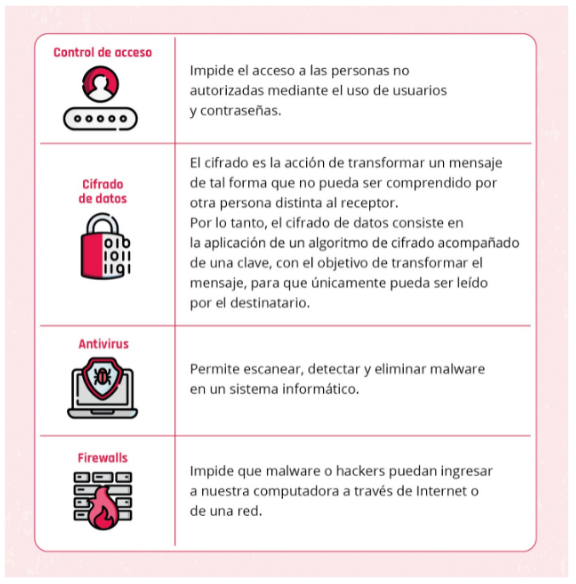 Control de acceso
Impide el acceso a las personas no
autorizadas mediante el uso de usuarios
y contraseñas.
Cifrado
de datos
01b
1011
1101
El cifrado es la acción de transformar un mensaje
de tal forma que no pueda ser comprendido por
otra persona distinta al receptor.
Por lo tanto, el cifrado de datos consiste en
la aplicación de un algoritmo de cifrado acompañado
de una clave, con el objetivo de transformar el
mensaje, para que únicamente pueda ser leído
por el destinatario.
Antivirus
Permite escanear, detectar y eliminar malware
en un sistema informático.
Firewalls
Impide que malware o hackers puedan ingresar
a nuestra computadora a través de Internet o
de una red.